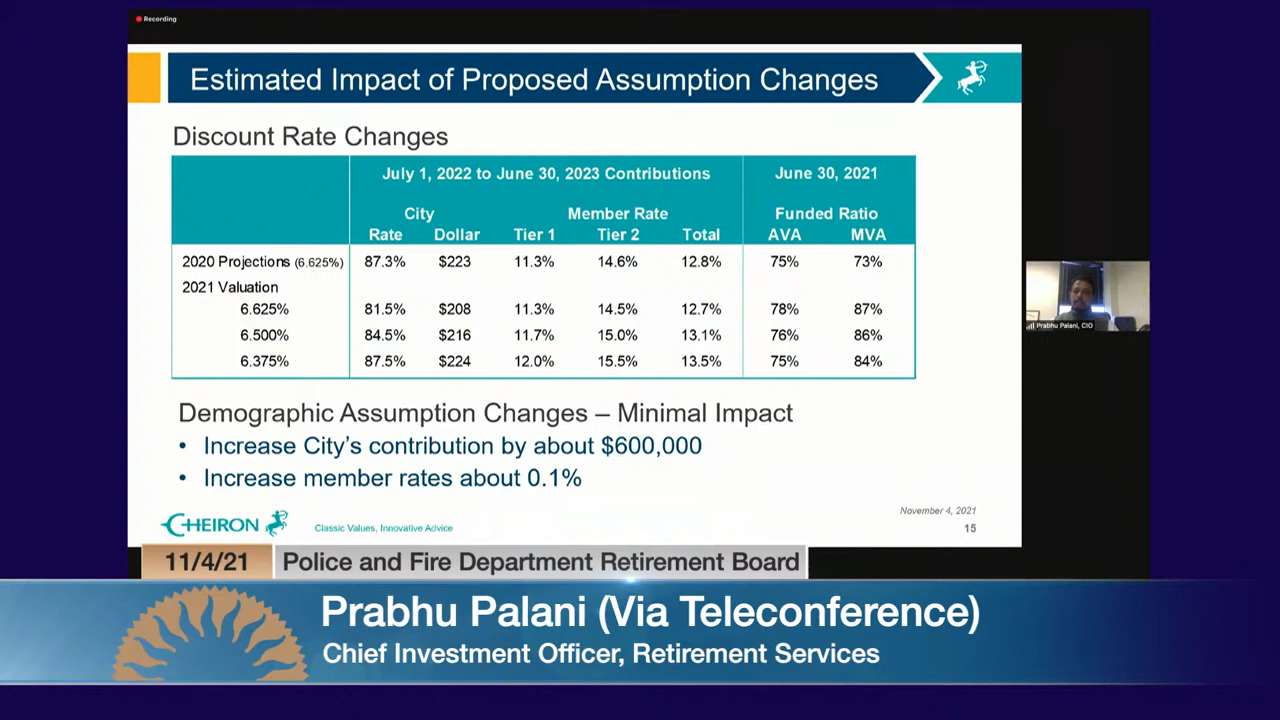 Recording
Estimated Impact of Proposed Assumption Changes
Discount Rate Changes
July 1, 2022 to June 30, 2023 Contributions June 30, 2021
City Member Rate Funded Ratio
Rate Dollar Tier 1 Tier 2 Total AVA MVA
2020 Projections (6.625%) 87.3% $223 11.3% 14.6% 12.8% 75% 73%
2021 Valuation
6.625% 81.5% $208 11.3% 14.5% 12.7% 78% 87%
6.500% 84.5% $216 11.7% 15.0% 13.1% 76% 86%
6.375% 87.5% $224 12.0% 15.5% 13.5% 75% 84%
Demographic Assumption Changes – Minimal Impact
• Increase City's contribution by about $600,000
• Increase member rates about 0.1%
Prabhu Palani, CIO
November 4, 2021
CHEIRON Classic Values, Innovative Advice 15
11/4/21 Police and Fire Department Retirement Board
Prabhu Palani (Via Teleconference)
Chief Investment Officer, Retirement Services